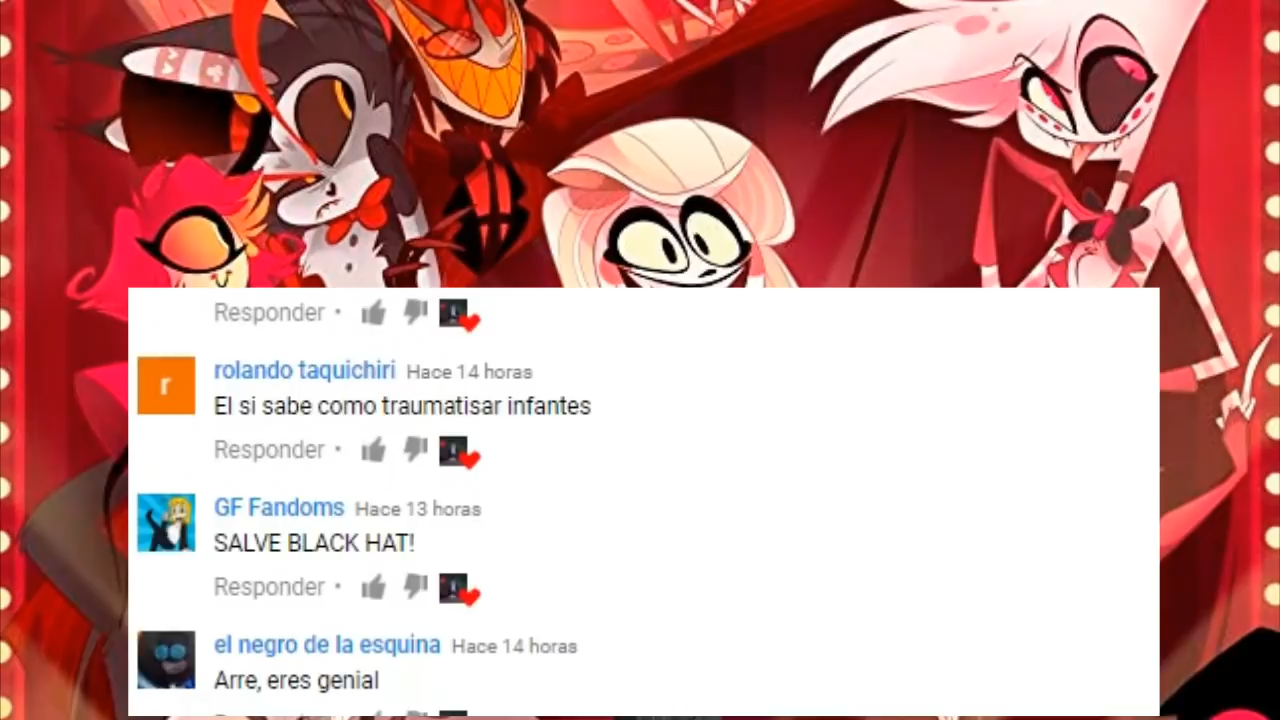 Responder •
rolando taquichiri Hace 14 horas
r
El si sabe como traumatisar infantes
Responder •
GF Fandoms Hace 13 horas
SALVE BLACK HAT!
Responder •
el negro de la esquina Hace 14 horas
Arre, eres genial